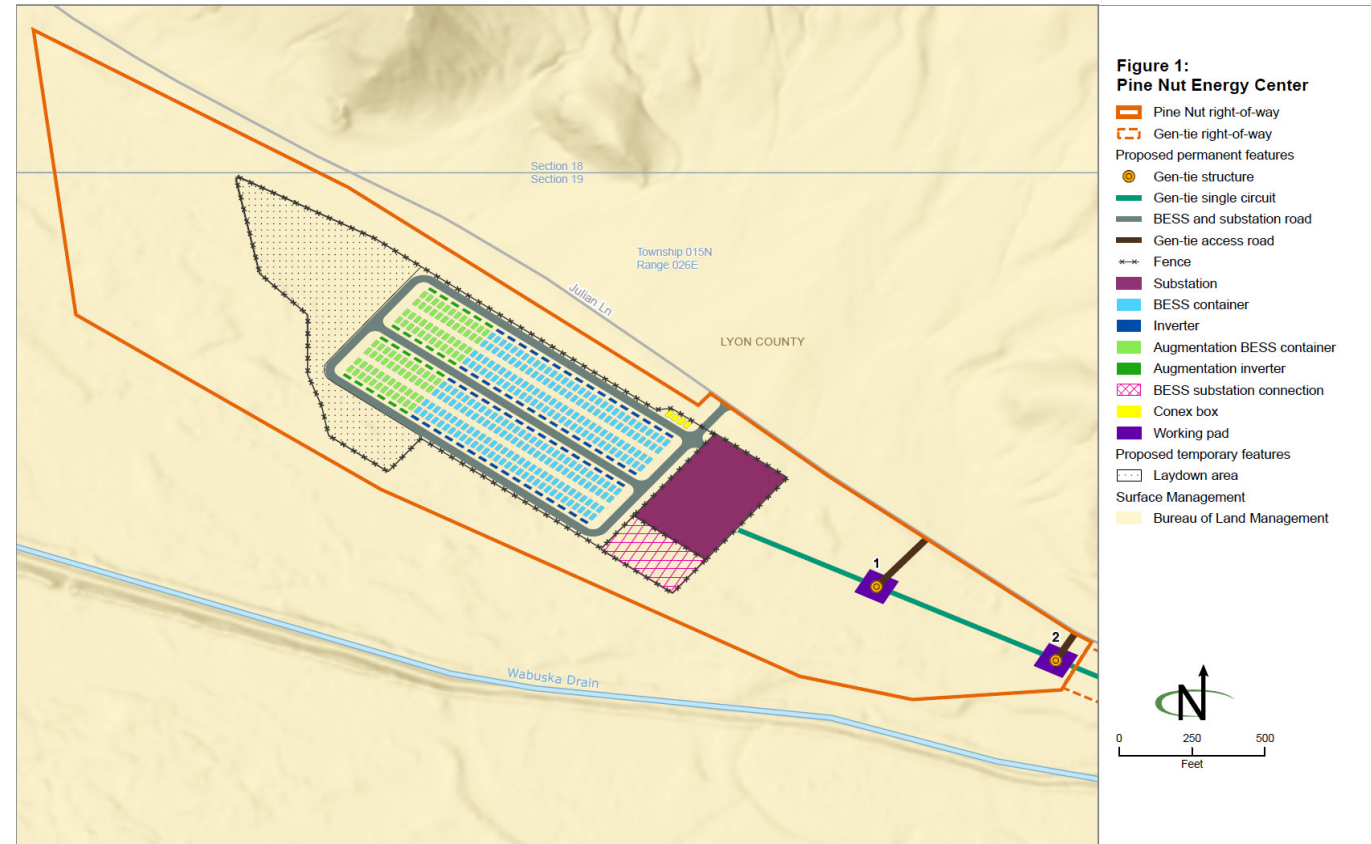 Section 18
Section 19
Township 015N
Range 026E
Julian Ln
LYON COUNTY
1
2
Wabuska Drain
Figure 1:
Pine Nut Energy Center
Pine Nut right-of-way
Gen-tie right-of-way
Proposed permanent features
Gen-tie structure
Gen-tie single circuit
BESS and substation road
Gen-tie access road
Fence
Substation
BESS container
Inverter
Augmentation BESS container
Augmentation inverter
BESS substation connection
Conex box
Working pad
Proposed temporary features
Laydown area
Surface Management
Bureau of Land Management
N
0 250 500
Feet